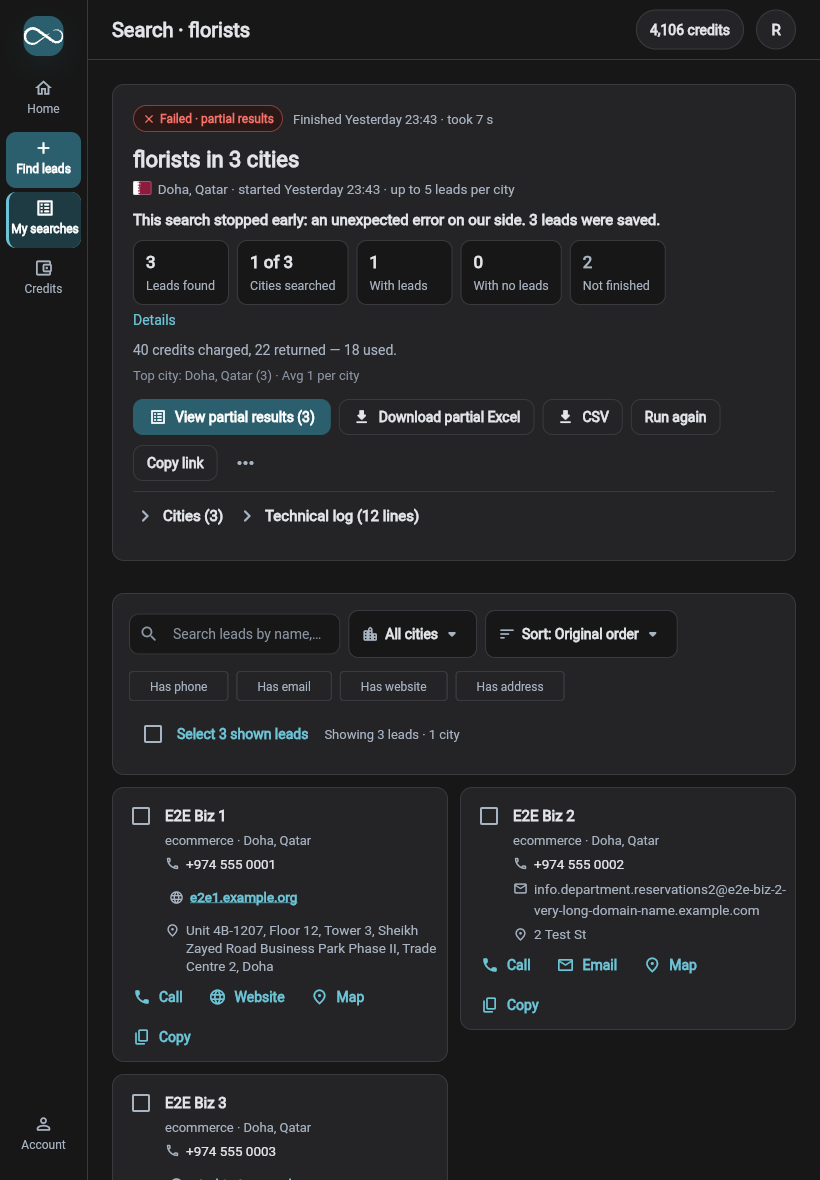 Search · florists
4,106 credits
R
Home
Find leads
My searches
Credits
Account
Failed · partial results
Finished Yesterday 23:43 · took 7 s
florists in 3 cities
Doha, Qatar · started Yesterday 23:43 · up to 5 leads per city
This search stopped early: an unexpected error on our side. 3 leads were saved.
3
Leads found
1 of 3
Cities searched
1
With leads
0
With no leads
2
Not finished
Details
40 credits charged, 22 returned — 18 used.
Top city: Doha, Qatar (3) · Avg 1 per city
View partial results (3)
Download partial Excel
CSV
Run again
Copy link
Cities (3)
Technical log (12 lines)
Search leads by name,...
All cities
Sort: Original order
Has phone
Has email
Has website
Has address
Select 3 shown leads
Showing 3 leads · 1 city
E2E Biz 1
ecommerce · Doha, Qatar
+974 555 0001
e2e1.example.org
Unit 4B-1207, Floor 12, Tower 3, Sheikh
Zayed Road Business Park Phase II, Trade
Centre 2, Doha
Call
Website
Map
Copy
E2E Biz 2
ecommerce · Doha, Qatar
+974 555 0002
info.department.reservations2@e2e-biz-2-
very-long-domain-name.example.com
2 Test St
Call
Email
Map
Copy
E2E Biz 3
ecommerce · Doha, Qatar
+974 555 0003